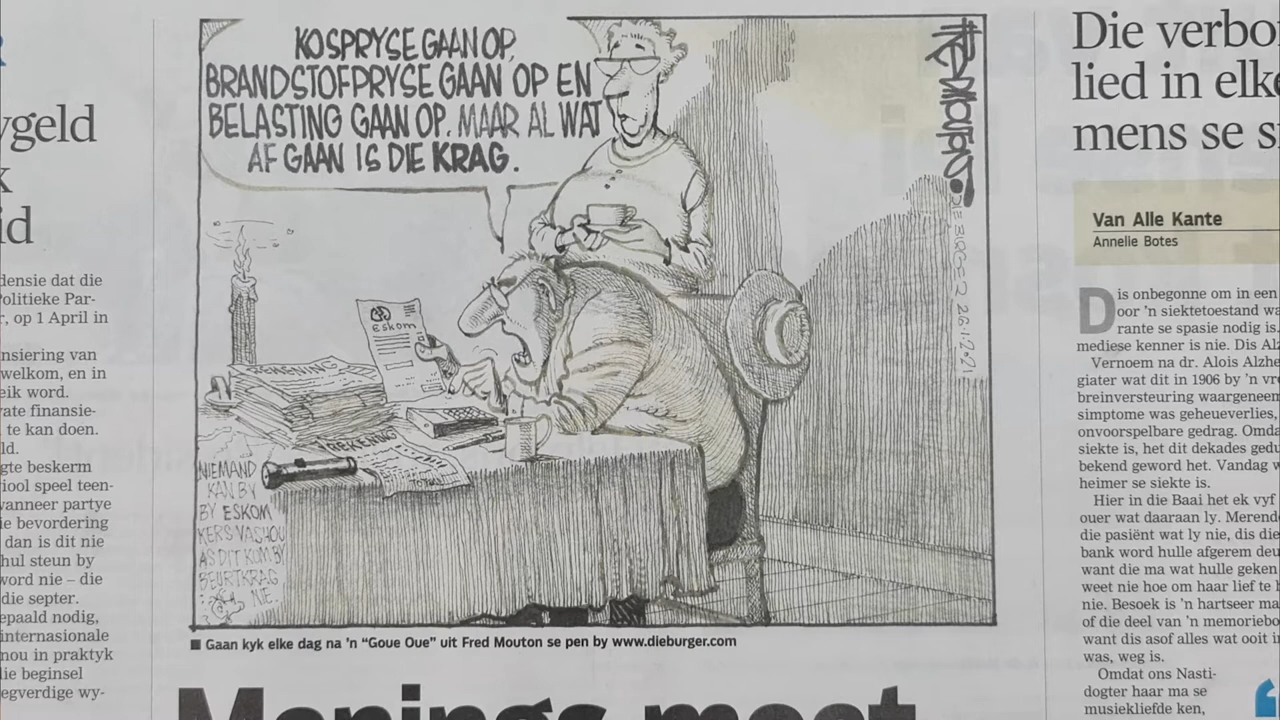 ygeld
k
id
densie dat die
Politieke Par-
r, op 1 April in
nsiering van
welkom, en in
eik word.
vate finansie-
te kan doen.
ld.
gte beskerm
riool speel teen-
wanneer partye
ie bevordering
dan is dit nie
hul steun by
word nie – die
die septer.
epaald nodig,
internasionale
nou in praktyk
die beginsel
egverdige wy-
KOSPRYSE GAAN OP,
BRANDSTOFPRYSE GAAN OP EN
BELASTING GAAN OP. MAAR AL WAT
AF GAAN IS DIE KRAG.
FRED MOUTON
DIE BURGER 26·1·2021
Eskom
REKENING
REKENING
NIEMAND
KAN BY
BY ESKOM
KERS VASHOU
AS DIT KOM BY
BEURTKRAG
NIE.
■ Gaan kyk elke dag na 'n “Goue Oue” uit Fred Mouton se pen by www.dieburger.com
Die verbo
lied in elke
mens se s
Van Alle Kante
Annelie Botes
Dis onbegonne om in een
oor 'n siektetoestand wa
rante se spasie nodig is.
mediese kenner is nie. Dis Alz
Vernoem na dr. Alois Alzhe
giater wat dit in 1906 by 'n vr
breinversteuring waargeneem
simptome was geheueverlies,
onvoorspelbare gedrag. Omda
siekte is, het dit dekades gedu
bekend geword het. Vandag w
heimer se siekte is.
Hier in die Baai het ek vyf
ouer wat daaraan ly. Merend
die pasiënt wat ly nie, dis die
bank word hulle afgerem deu
want die ma wat hulle geken
weet nie hoe om haar lief te h
nie. Besoek is 'n hartseer ma
of die deel van 'n memoriebo
want dis asof alles wat ooit i
was, weg is.
Omdat ons Nasti-
dogter haar ma se
musiekliefde ken,